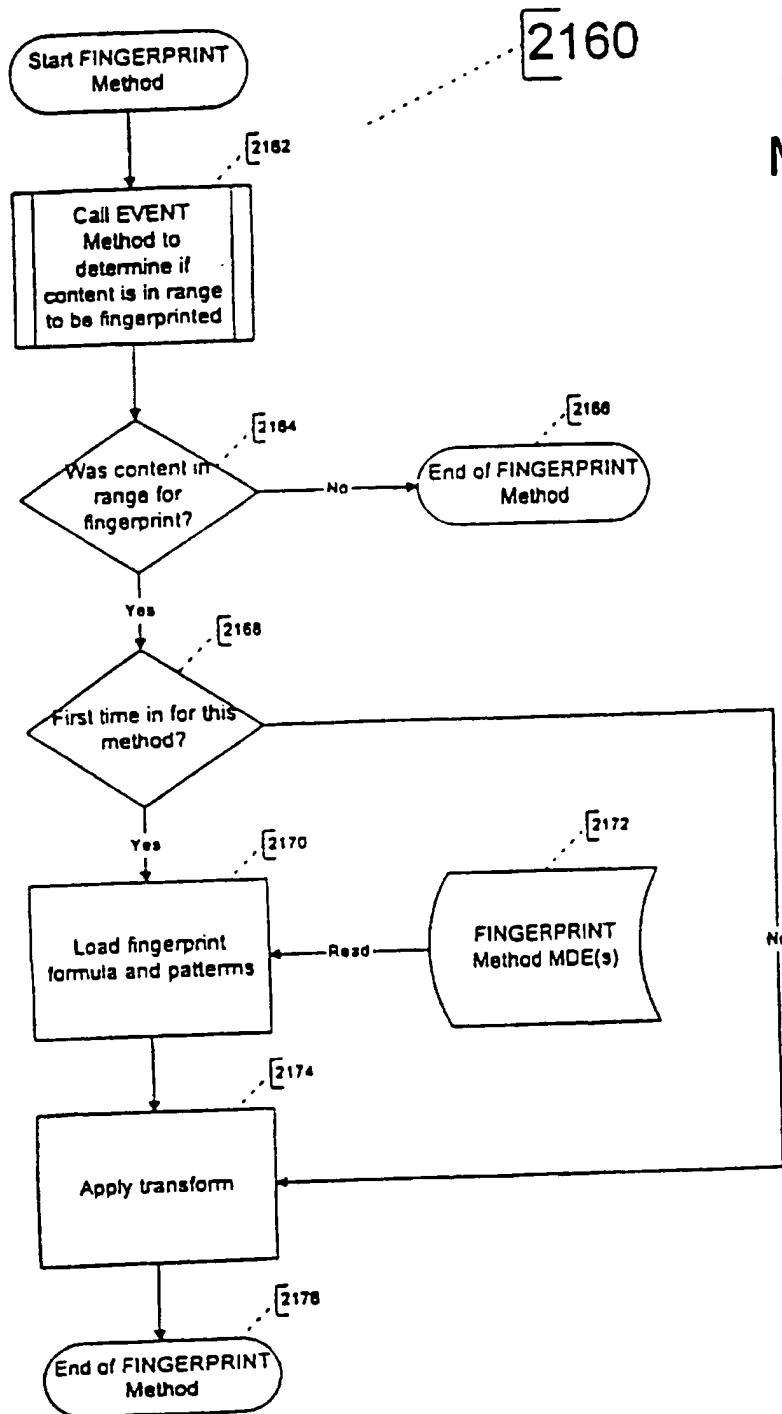 2160
Start FINGERPRINT
Method
2162
Call EVENT
Method to
determine if
content is in range
to be fingerprinted
2164
Was content in
range for
fingerprint?
No
2166
End of FINGERPRINT
Method
Yes
2168
First time in for this
method?
Yes
2170
Load fingerprint
formula and patterms
Read
2172
FINGERPRINT
Method MDE(s)
No
2174
Apply transform
2178
End of FINGERPRINT
Method